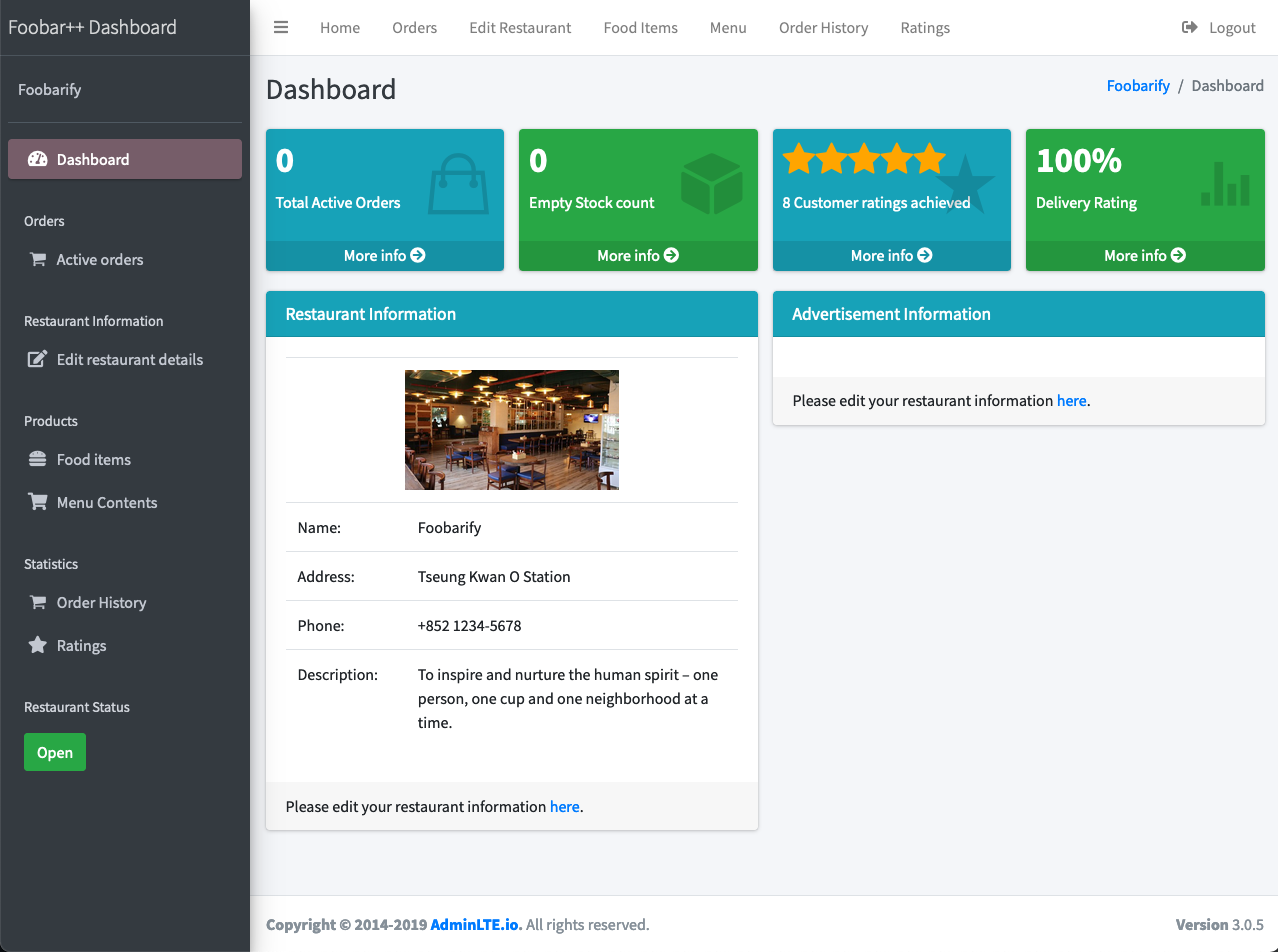 Foobar++ Dashboard
Home Orders Edit Restaurant Food Items Menu Order History Ratings Logout
Foobarify
Dashboard
Orders
Active orders
Restaurant Information
Edit restaurant details
Products
Food items
Menu Contents
Statistics
Order History
Ratings
Restaurant Status
Open
Dashboard
Foobarify / Dashboard
0
Total Active Orders
More info
0
Empty Stock count
More info
8 Customer ratings achieved
More info
100%
Delivery Rating
More info
Restaurant Information
Name: Foobarify
Address: Tseung Kwan O Station
Phone: +852 1234-5678
Description: To inspire and nurture the human spirit – one
person, one cup and one neighborhood at a
time.
Please edit your restaurant information here.
Advertisement Information
Please edit your restaurant information here.
Copyright © 2014-2019 AdminLTE.io. All rights reserved.
Version 3.0.5